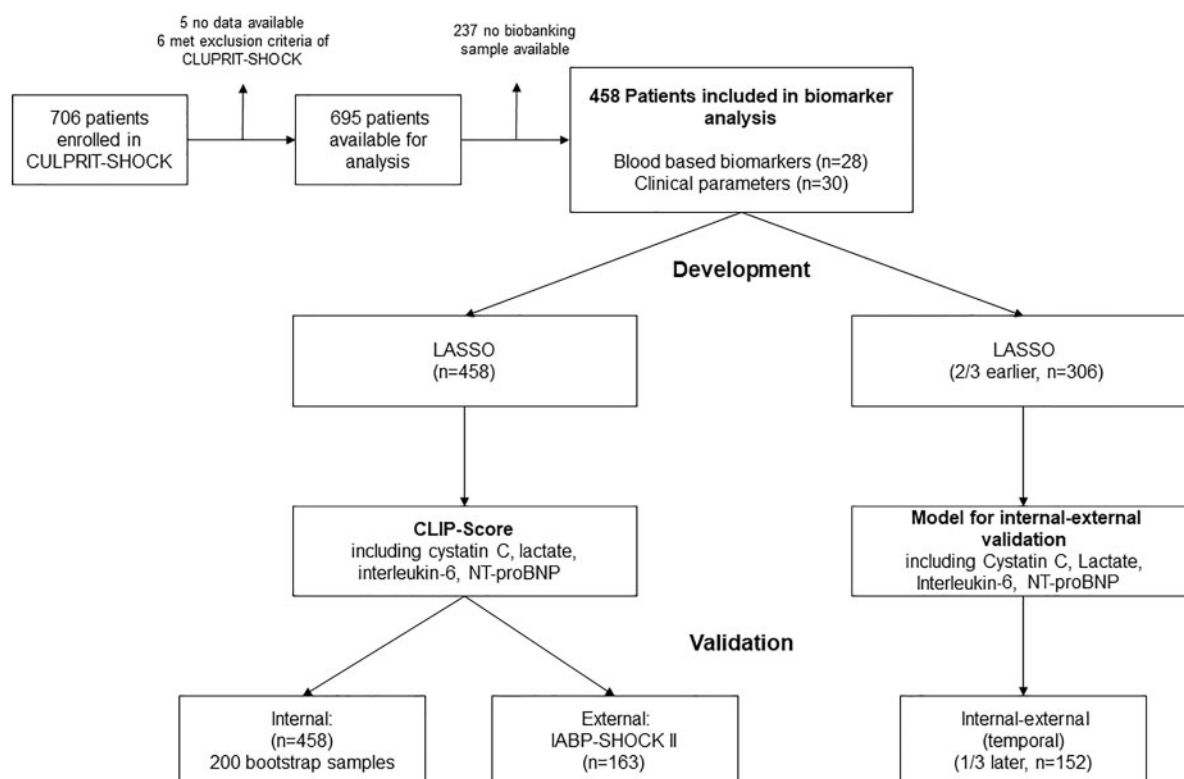 5 no data available
6 met exclusion criteria of
CLUPRIT-SHOCK
237 no biobanking
sample available
706 patients
enrolled in
CULPRIT-SHOCK
695 patients
available for
analysis
458 Patients included in biomarker
analysis
Blood based biomarkers (n=28)
Clinical parameters (n=30)
Development
LASSO
(n=458)
LASSO
(2/3 earlier, n=306)
CLIP-Score
including cystatin C, lactate,
interleukin-6, NT-proBNP
Model for internal-external
validation
including Cystatin C, Lactate,
Interleukin-6, NT-proBNP
Validation
Internal:
(n=458)
200 bootstrap samples
External:
IABP-SHOCK II
(n=163)
Internal-external
(temporal)
(1/3 later, n=152)